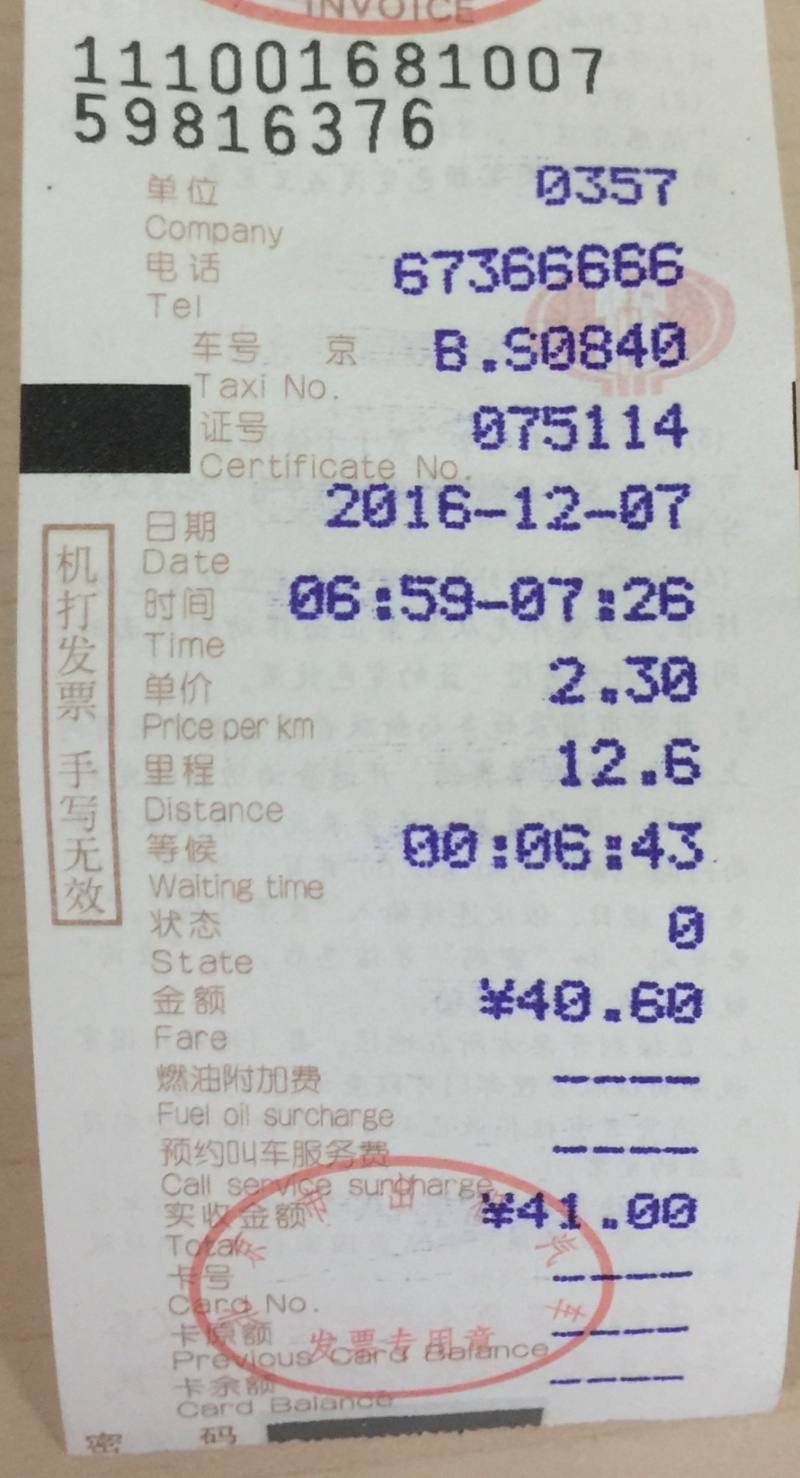 INVOICE
111001681007
59816376
单位 0357
Company
电话 67366666
Tel
车号 京 B.S0840
Taxi No.
证号 075114
Certificate No.
日期 2016-12-07
Date
时间 06:59-07:26
Time
单价 2.30
Price per km
里程 12.6
Distance
等候 00:06:43
Waiting time
状态 0
State
金额 ¥40.60
Fare
燃油附加费 ----
Fuel oil surcharge
预约叫车服务费 ----
Call service surcharge
实收金额 ¥41.00
Total
卡号 ----
Card No.
卡原额 ----
Previous Card Balance
卡余额 ----
Card Balance
密 码
机打发票 手写无效
发票专用章